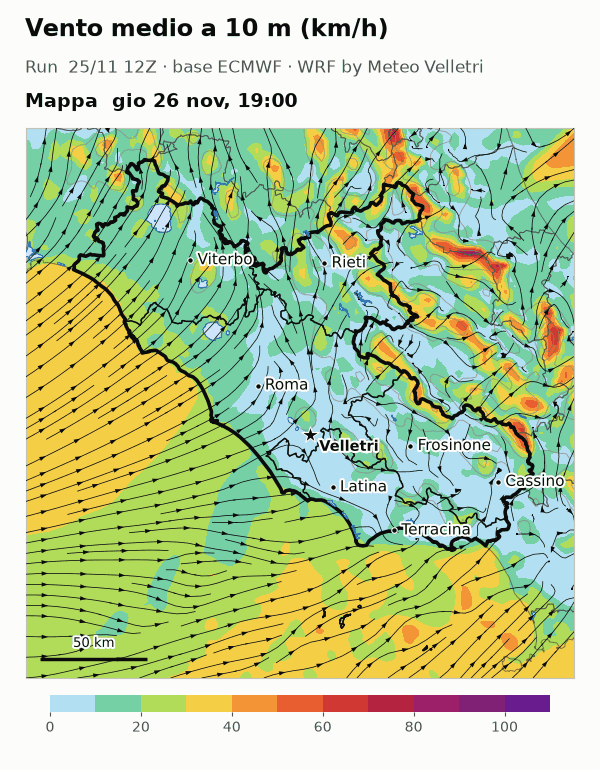 Vento medio a 10 m (km/h)
Run  25/11 12Z · base ECMWF · WRF by Meteo Velletri
Mappa  gio 26 nov, 19:00
Viterbo
Rieti
Roma
Velletri
Frosinone
Latina
Cassino
Terracina
50 km
0 20 40 60 80 100